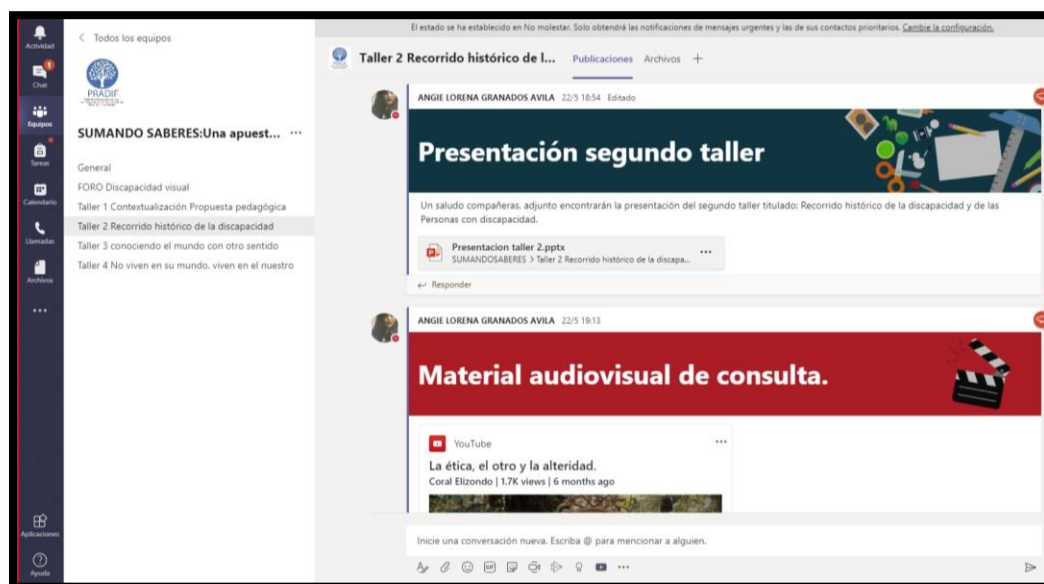 El estado se ha establecido en No molestar. Solo obtendrá las notificaciones de mensajes urgentes y las de sus contactos prioritarios. Cambie la configuración.
Actividad
Chat
1
Equipos
Tareas
Calendario
Llamadas
Archivos
Aplicaciones
Ayuda
Todos los equipos
PRADIF
SUMANDO SABERES:Una apuest... ...
General
FORO Discapacidad visual
Taller 1 Contextualización Propuesta pedagógica
Taller 2 Recorrido histórico de la discapacidad
Taller 3 conociendo el mundo con otro sentido
Taller 4 No viven en su mundo, viven en el nuestro
Taller 2 Recorrido histórico de l... Publicaciones Archivos +
ANGIE LORENA GRANADOS AVILA 22/5 18:54 Editado
Presentación segundo taller
Un saludo compañeras, adjunto encontrarán la presentación del segundo taller titulado: Recorrido histórico de la discapacidad y de las
Personas con discapacidad.
Presentacion taller 2.pptx
SUMANDOSABERES > Taller 2 Recorrido histórico de la discapa...
Responder
ANGIE LORENA GRANADOS AVILA 22/5 19:13
Material audiovisual de consulta.
YouTube
La ética, el otro y la alteridad.
Coral Elizondo | 1.7K views | 6 months ago
Inicie una conversación nueva. Escriba @ para mencionar a alguien.
GIF